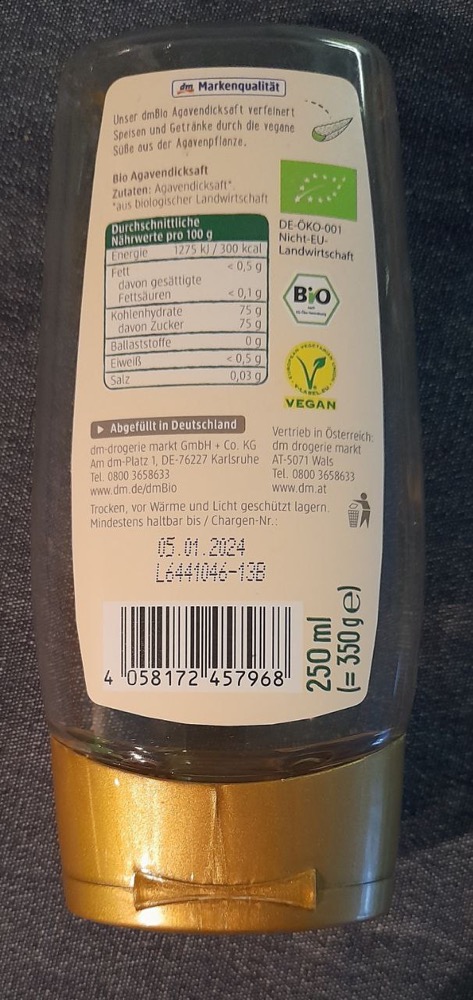 dm Markenqualität
Unser dmBio Agavendicksaft verfeinert
Speisen und Getränke durch die vegane
Süße aus der Agavenpflanze.
Bio Agavendicksaft
Zutaten: Agavendicksaft*.
*aus biologischer Landwirtschaft
Durchschnittliche
Nährwerte pro 100 g
Energie 1275 kJ / 300 kcal
Fett < 0,5 g
davon gesättigte
Fettsäuren < 0,1 g
Kohlenhydrate 75 g
davon Zucker 75 g
Ballaststoffe 0 g
Eiweiß < 0,5 g
Salz 0,03 g
DE-ÖKO-001
Nicht-EU-
Landwirtschaft
Bio
VEGAN
▶ Abgefüllt in Deutschland
dm-drogerie markt GmbH + Co. KG
Am dm-Platz 1, DE-76227 Karlsruhe
Tel. 0800 3658633
www.dm.de/dmBio
Vertrieb in Österreich:
dm drogerie markt
AT-5071 Wals
Tel. 0800 3658633
www.dm.at
Trocken, vor Wärme und Licht geschützt lagern.
Mindestens haltbar bis / Chargen-Nr.:
05.01.2024
L6441046-13B
4 058172 457968
250 ml
(= 350 g e)